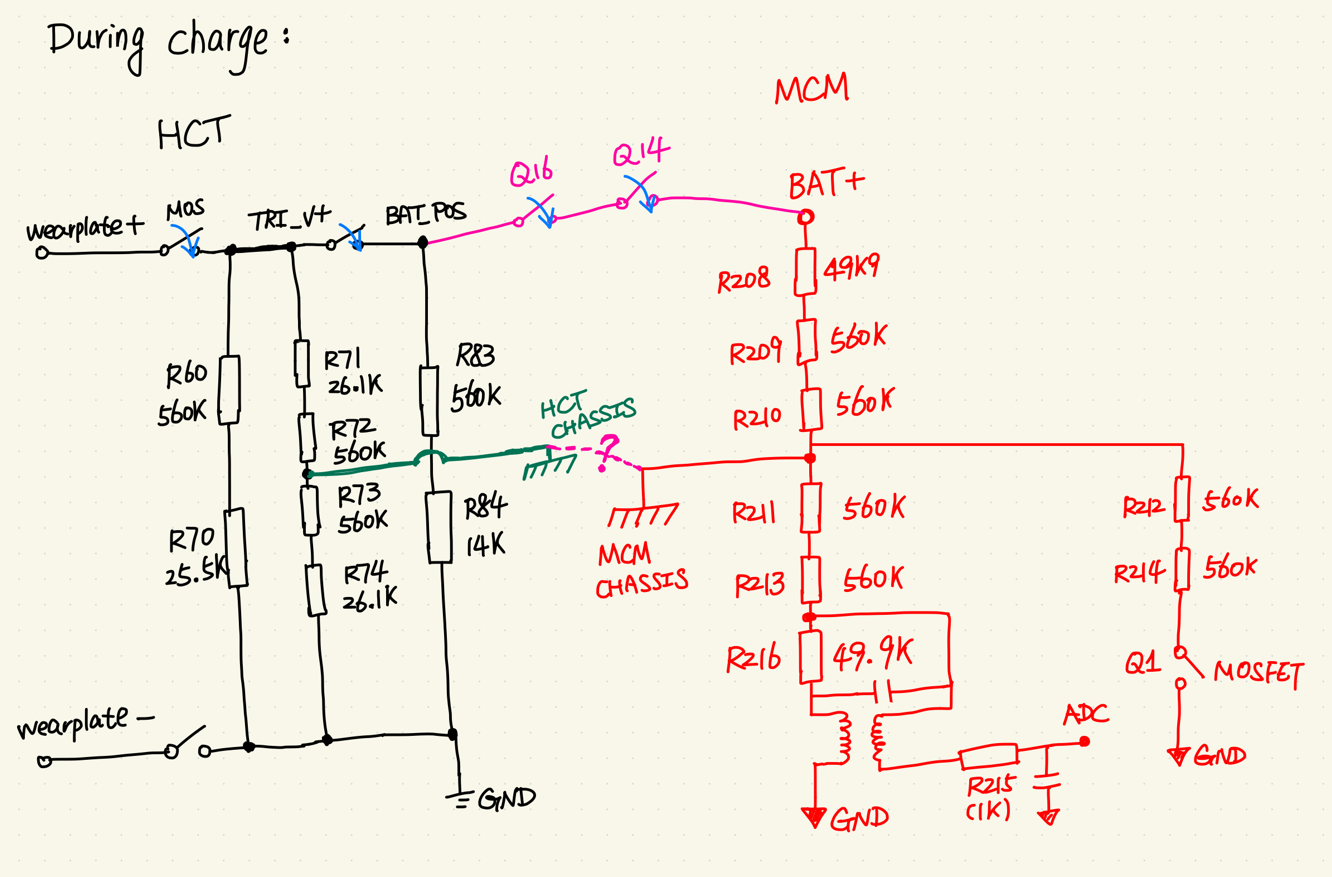 During charge:
MCM
HCT
wearplate+
MOS
TRI_V+
BAT_POS
Q16
Q14
BAT+
R208
49K9
R209
560K
R210
560K
R60
560K
R71
26.1K
R72
560K
R83
560K
HCT
CHASSIS
?
R73
560K
R74
26.1K
R70
25.5K
R84
14K
MCM
CHASSIS
R211
560K
R213
560K
R216
49.9K
R212
560K
R214
560K
Q1
MOSFET
GND
wearplate -
GND
GND
R215
(1K)
ADC